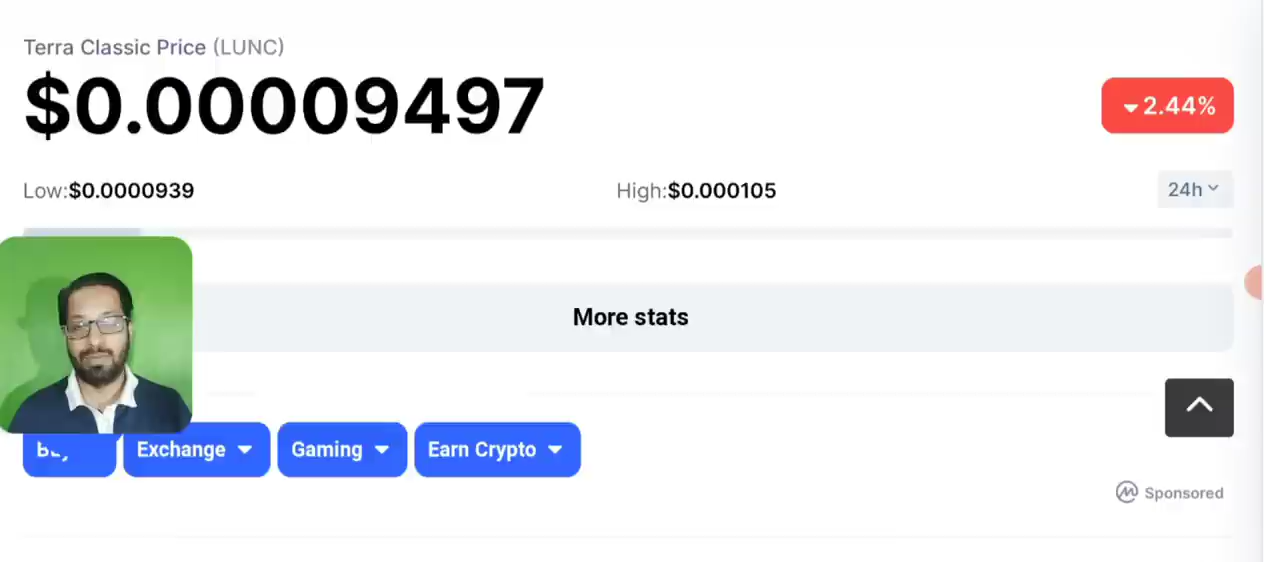 Terra Classic Price (LUNC)
$0.00009497
2.44%
Low:$0.0000939
High:$0.000105
24h
More stats
Exchange
Gaming
Earn Crypto
Sponsored